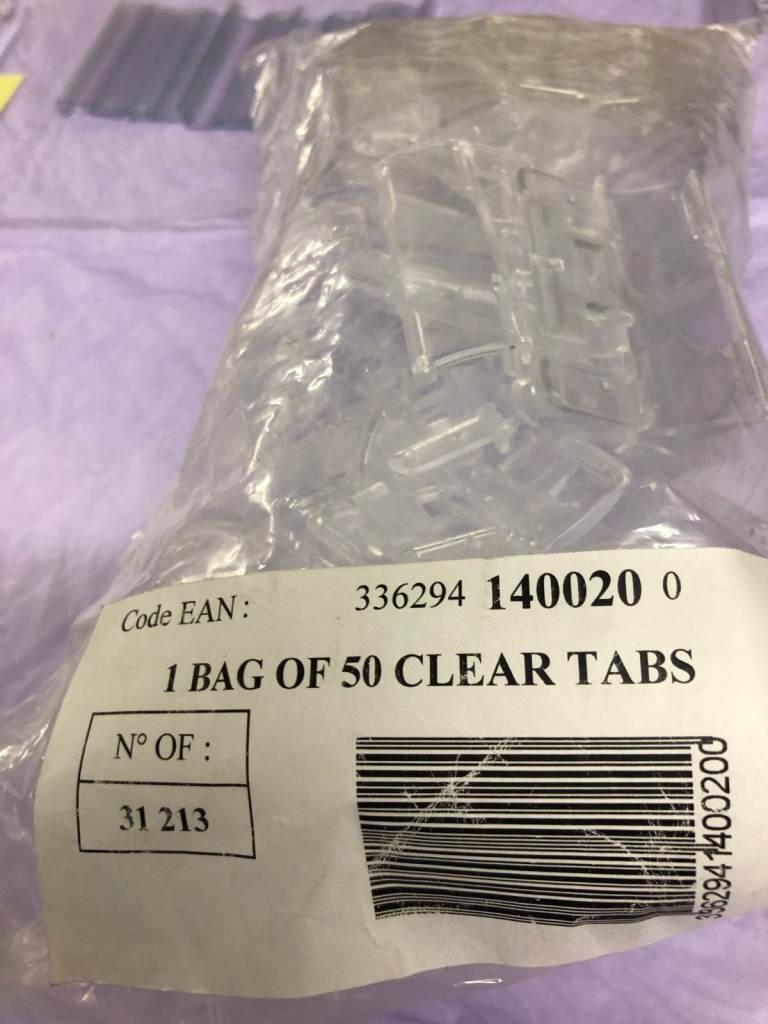 Code EAN : 336294 140020 0
1 BAG OF 50 CLEAR TABS
N° OF :
31 213
3362941400200